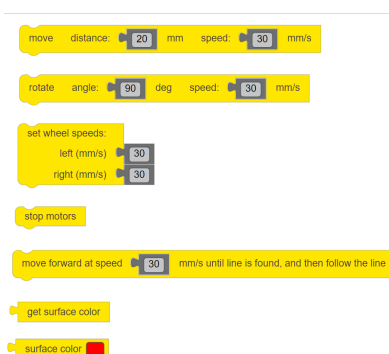 move distance: 20 mm speed: 30 mm/s
rotate angle: 90 deg speed: 30 mm/s
set wheel speeds:
left (mm/s) 30
right (mm/s) 30
stop motors
move forward at speed 30 mm/s until line is found, and then follow the line
get surface color
surface color